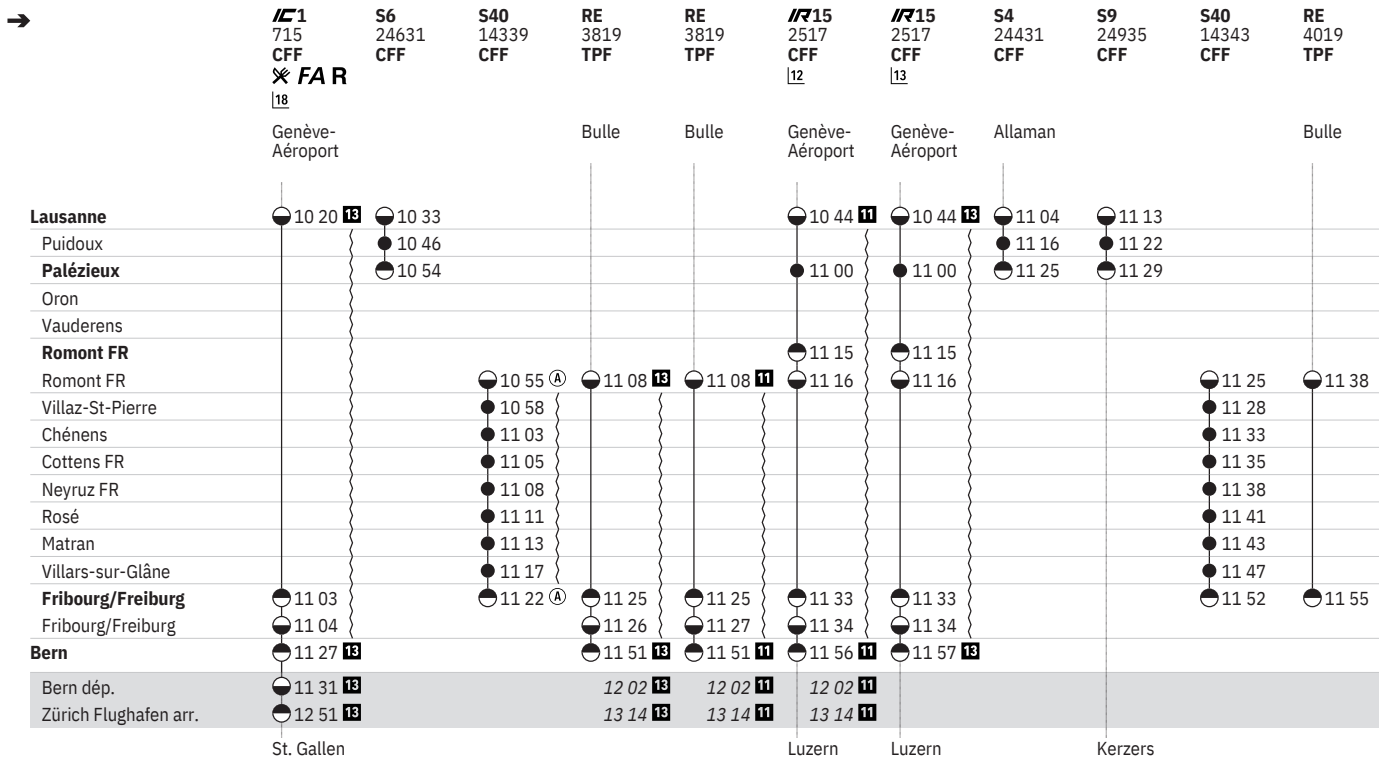 ➔ IC1 S6 S40 RE RE IR15 IR15 S4 S9 S40 RE
715 24631 14339 3819 3819 2517 2517 24431 24935 14343 4019
CFF CFF CFF TPF TPF CFF CFF CFF CFF CFF TPF
FA R 12 13
18
Genève- Bulle Bulle Genève- Genève- Allaman Bulle
Aéroport Aéroport Aéroport
Lausanne 10 20 13 10 33 10 44 11 10 44 13 11 04 11 13
Puidoux 10 46 11 16 11 22
Palézieux 10 54 11 00 11 00 11 25 11 29
Oron
Vauderens
Romont FR 11 15 11 15
Romont FR 10 55 A 11 08 13 11 08 11 11 16 11 16 11 25 11 38
Villaz-St-Pierre 10 58 11 28
Chénens 11 03 11 33
Cottens FR 11 05 11 35
Neyruz FR 11 08 11 38
Rosé 11 11 11 41
Matran 11 13 11 43
Villars-sur-Glâne 11 17 11 47
Fribourg/Freiburg 11 03 11 22 A 11 25 11 25 11 33 11 33 11 52 11 55
Fribourg/Freiburg 11 04 11 26 11 27 11 34 11 34
Bern 11 27 13 11 51 13 11 51 11 11 56 11 11 57 13
Bern dép. 11 31 13 12 02 13 12 02 11 12 02 11
Zürich Flughafen arr. 12 51 13 13 14 13 13 14 11 13 14 11
St. Gallen Luzern Luzern Kerzers